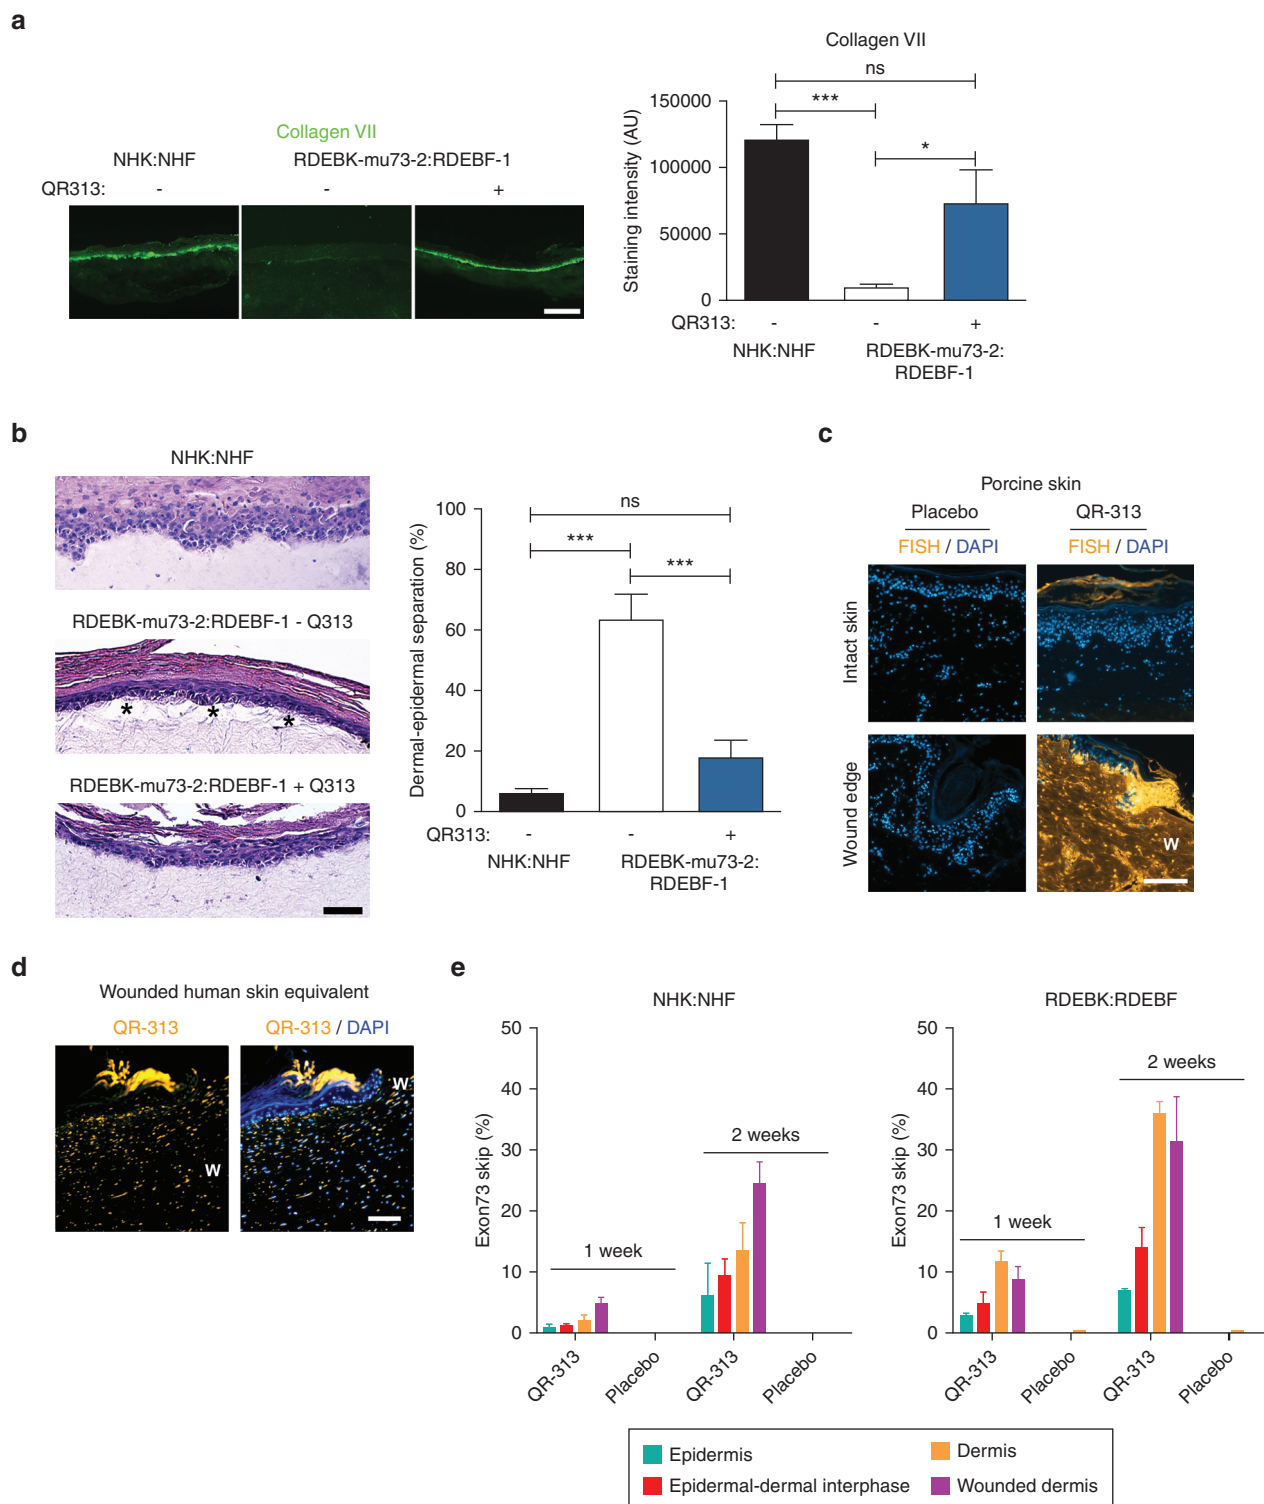 a
Collagen VII
NHK:NHF RDEBK-mu73-2:RDEBF-1
QR313: - - +
Collagen VII
ns
***
*
Staining intensity (AU)
150000
100000
50000
0
QR313: - - +
NHK:NHF RDEBK-mu73-2:
RDEBF-1
b
NHK:NHF
RDEBK-mu73-2:RDEBF-1 - Q313
* * *
RDEBK-mu73-2:RDEBF-1 + Q313
ns
***
***
Dermal-epidermal separation (%)
100
80
60
40
20
0
QR313: - - +
NHK:NHF RDEBK-mu73-2:
RDEBF-1
c
Porcine skin
Placebo QR-313
FISH / DAPI FISH / DAPI
Intact skin
Wound edge
W
d
Wounded human skin equivalent
QR-313 QR-313 / DAPI
W
W
e
NHK:NHF
Exon73 skip (%)
50
40
30
20
10
0
1 week
2 weeks
QR-313 Placebo QR-313 Placebo
RDEBK:RDEBF
Exon73 skip (%)
50
40
30
20
10
0
1 week
2 weeks
QR-313 Placebo QR-313 Placebo
Epidermis Dermis
Epidermal-dermal interphase Wounded dermis